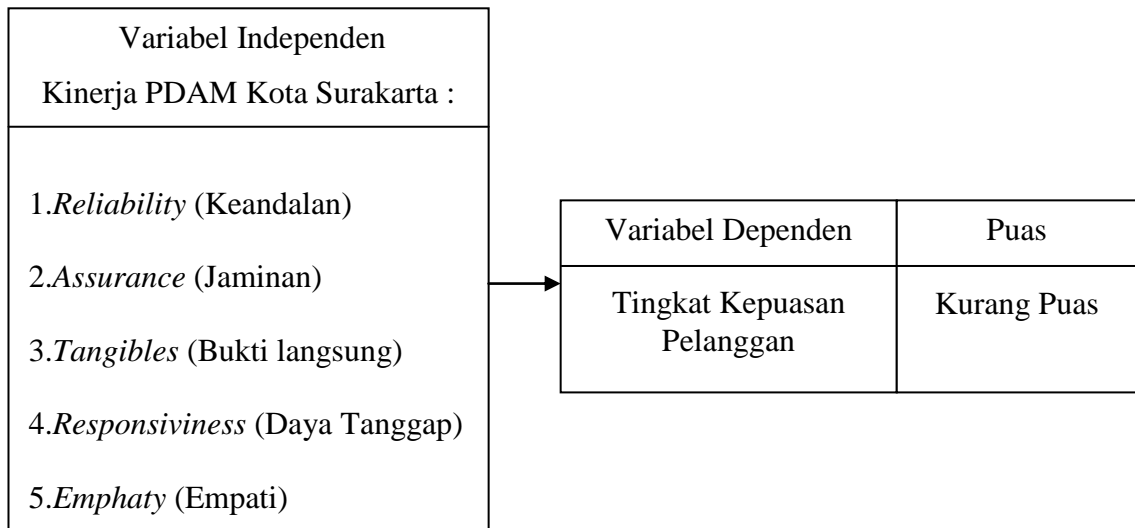 Variabel Independen
Kinerja PDAM Kota Surakarta :
1.Reliability (Keandalan)
2.Assurance (Jaminan)
3.Tangibles (Bukti langsung)
4.Responsiviness (Daya Tanggap)
5.Emphaty (Empati)
Variabel Dependen
Puas
Tingkat Kepuasan
Pelanggan
Kurang Puas